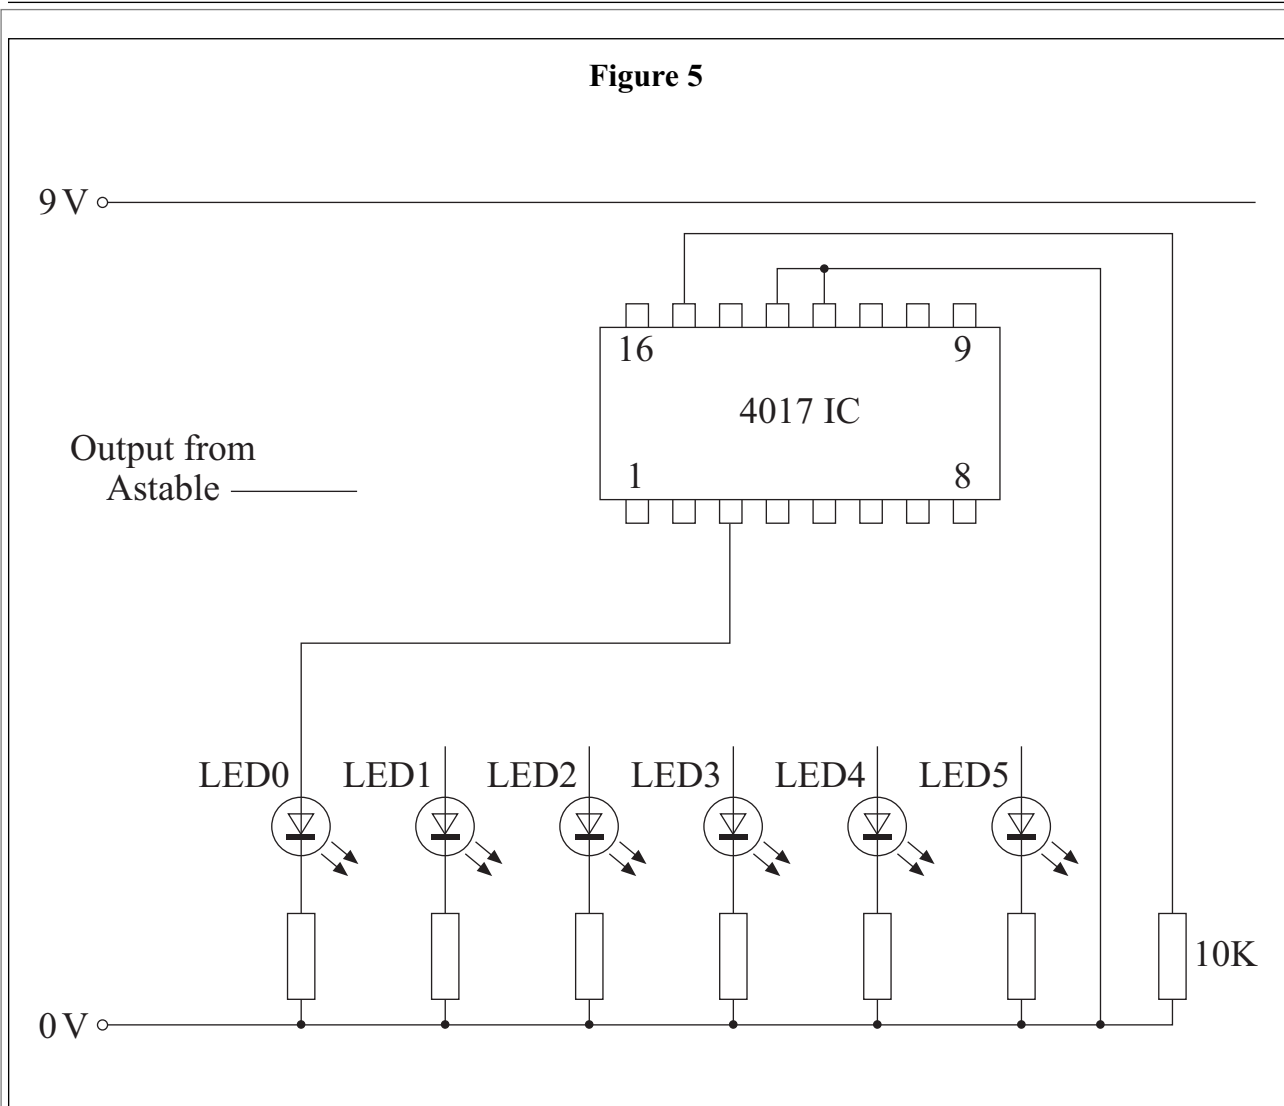 Figure 5
9 V
16 9
4017 IC
Output from
Astable
1 8
LED0 LED1 LED2 LED3 LED4 LED5
10K
0 V